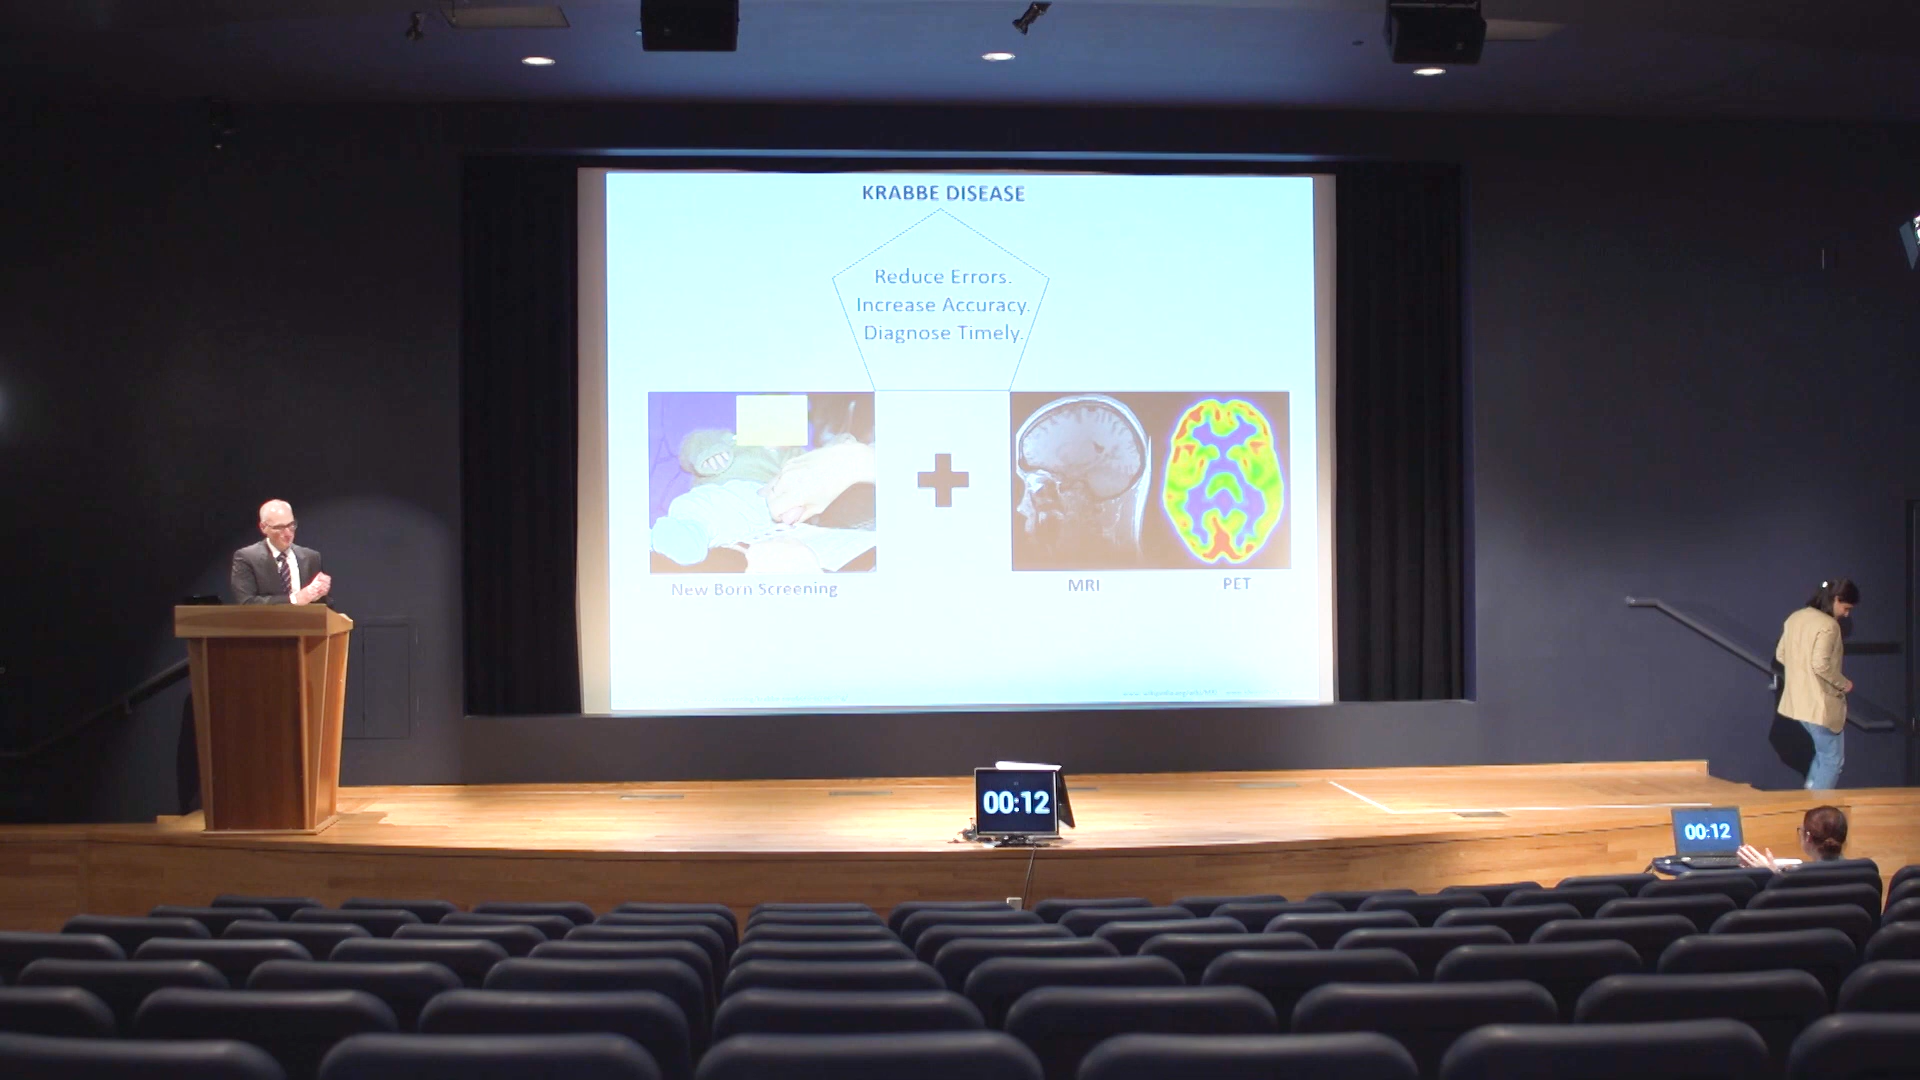 KRABBE DISEASE
Reduce Errors.
Increase Accuracy.
Diagnose Timely.
New Born Screening
MRI
PET
00:12
00:12